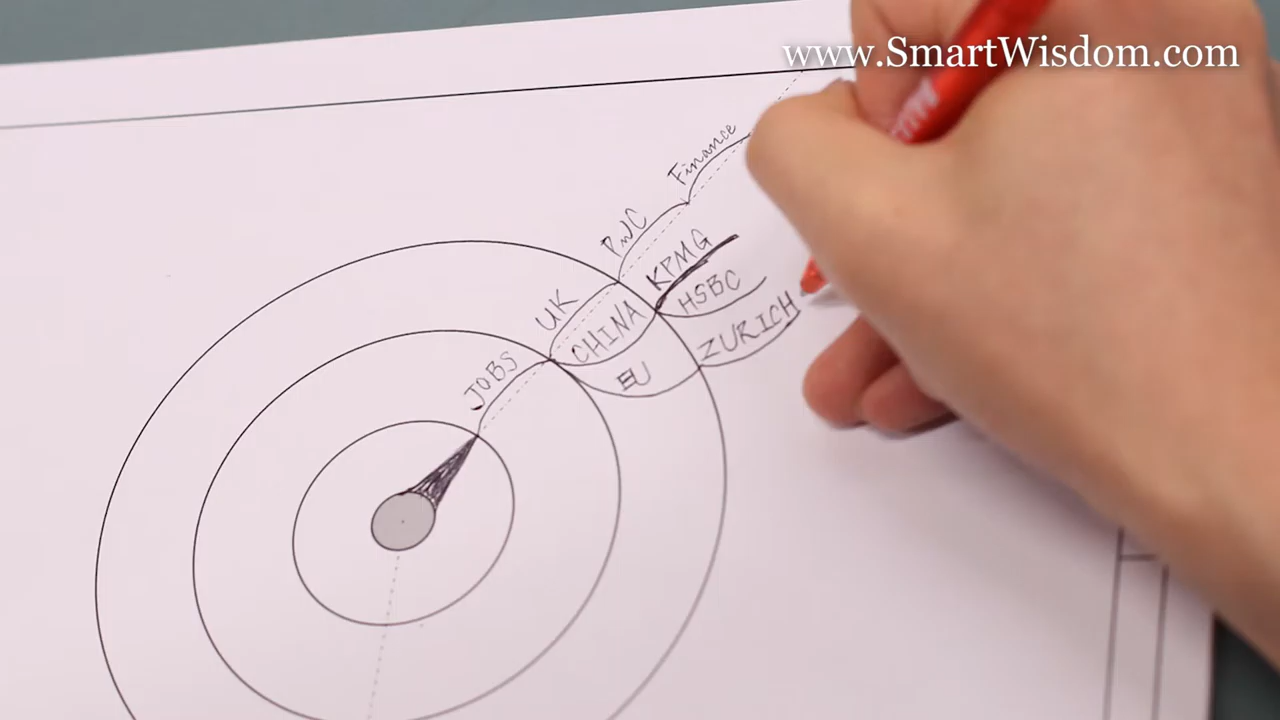 www.SmartWisdom.com
Finance
PWC
KPMG
UK
HSBC
CHINA
ZURICH
JOBS
EU